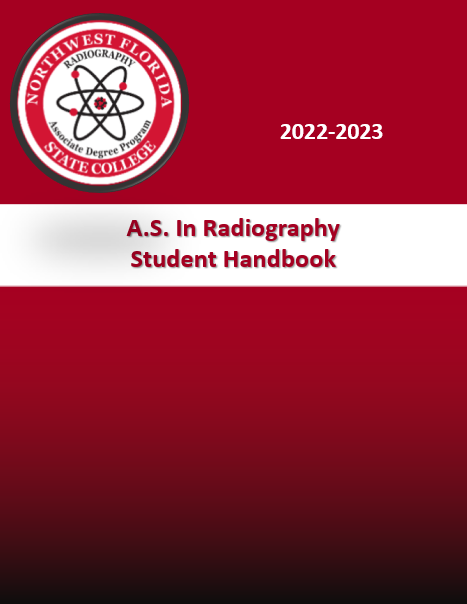 NORTHWEST FLORIDA
RADIOGRAPHY
Associate Degree Program
STATE COLLEGE
2022-2023
A.S. In Radiography
Student Handbook